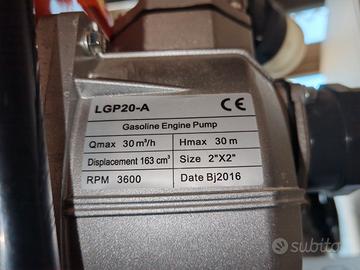 LGP20-A CE
Gasoline Engine Pump
Qmax 30 m³/h Hmax 30 m
Displacement 163 cm³ Size 2"X2"
RPM 3600 Date Bj2016
subito